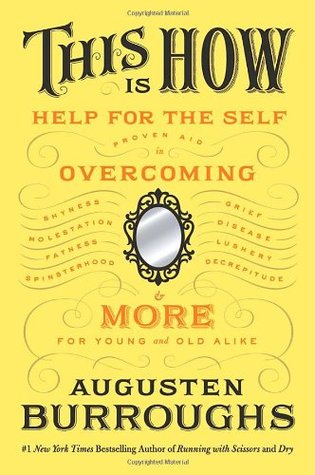 THIS
IS HOW
HELP FOR THE SELF
PROVEN AID
in
OVERCOMING
SHYNESS
MOLESTATION
FATNESS
SPINSTERHOOD
GRIEF
DISEASE
LUSHERY
DECREPITUDE
&
MORE
FOR YOUNG and OLD ALIKE
AUGUSTEN
BURROUGHS
#1 New York Times Bestselling Author of Running with Scissors and Dry